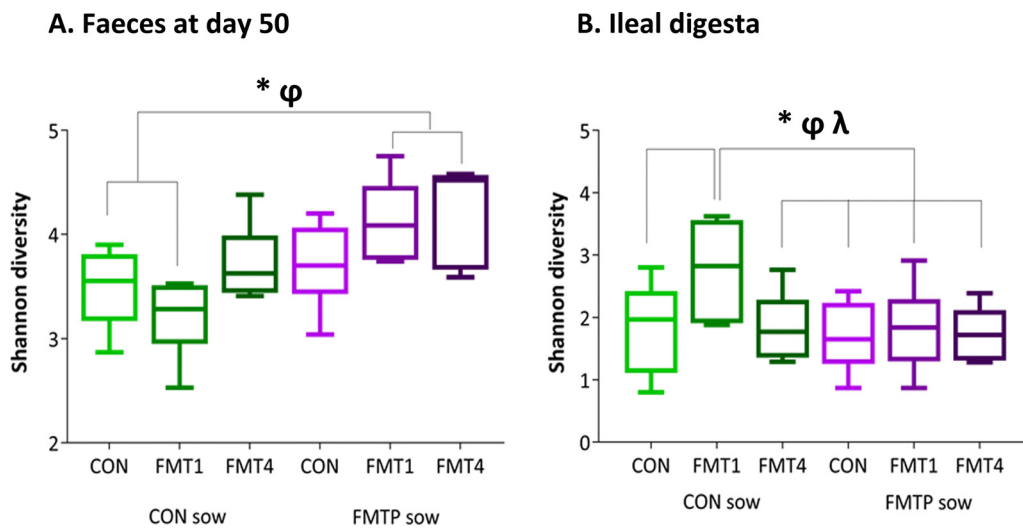 A. Faeces at day 50
* φ
Shannon diversity
5
4
3
2
CON FMT1 FMT4 CON FMT1 FMT4
CON sow FMTP sow
B. Ileal digesta
* φ λ
Shannon diversity
5
4
3
2
1
0
CON FMT1 FMT4 CON FMT1 FMT4
CON sow FMTP sow